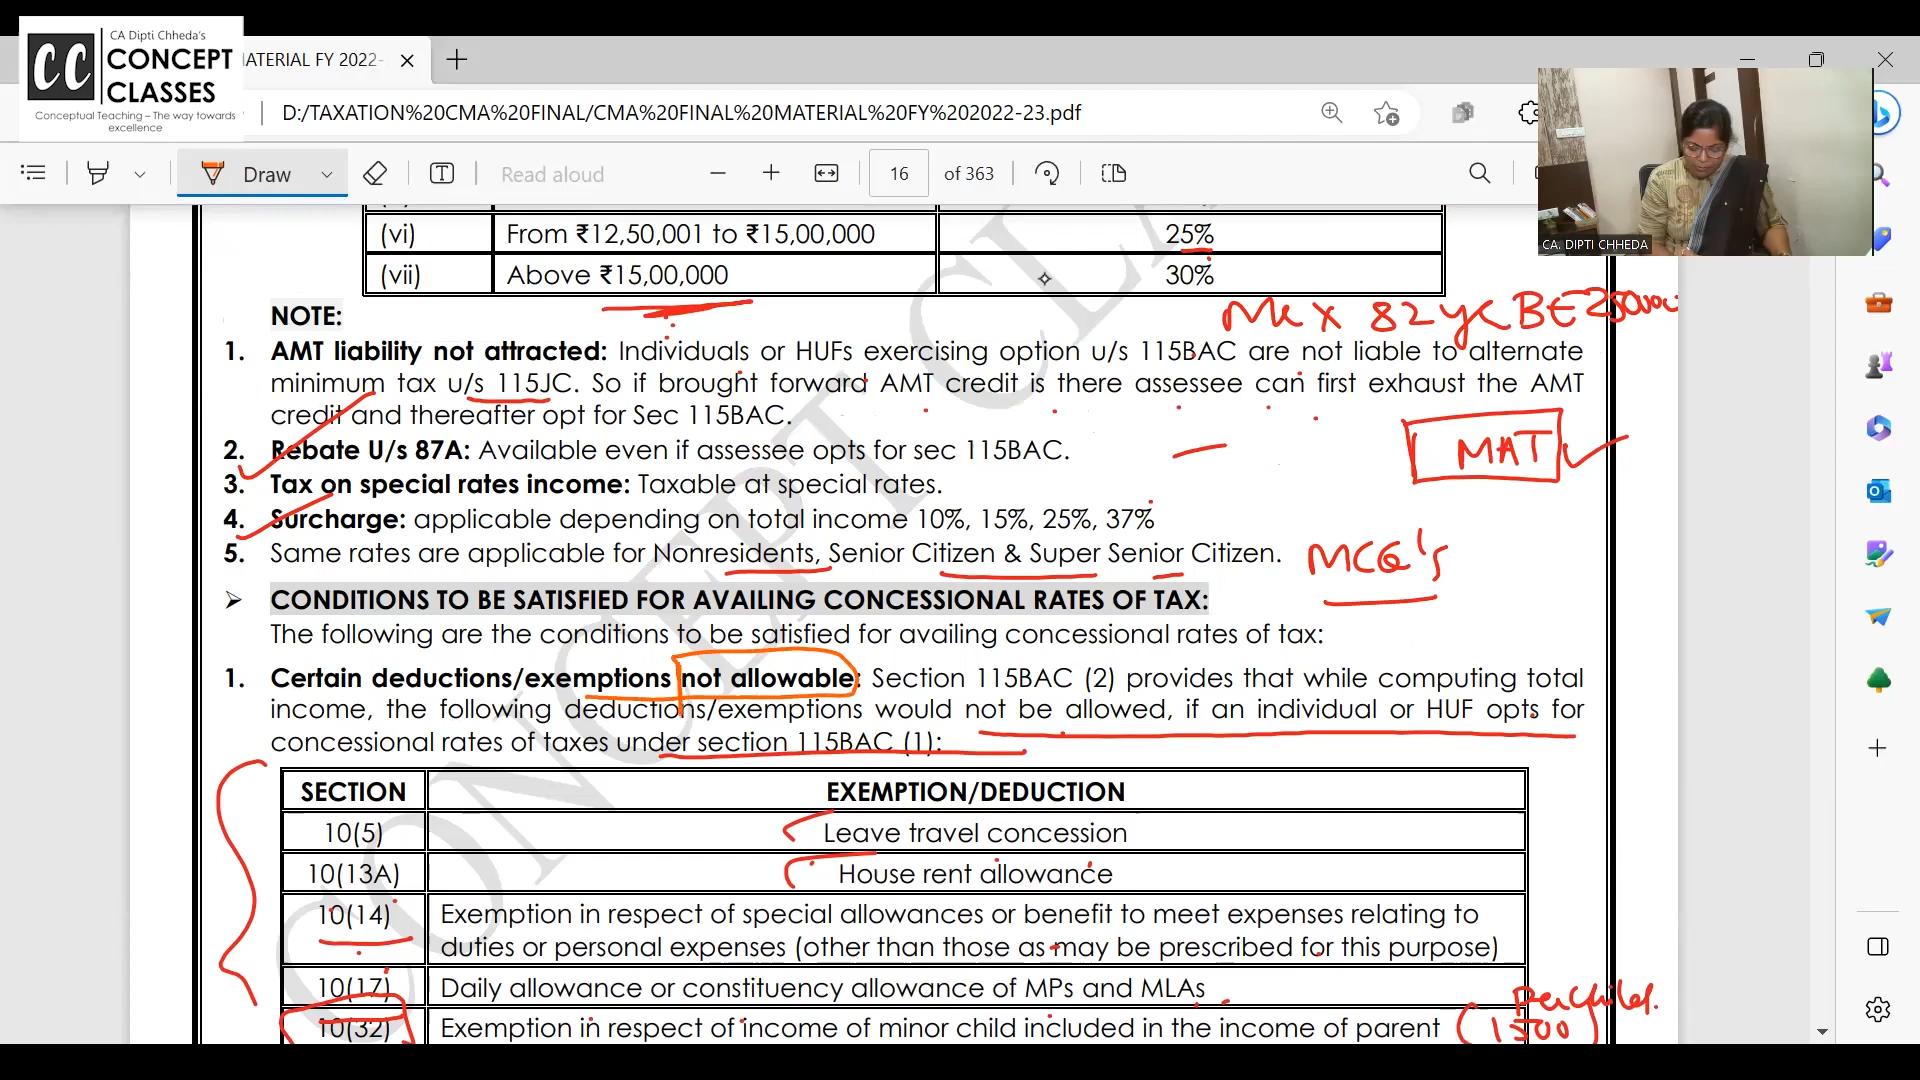 CA Dipti Chheda's
CC CONCEPT
CLASSES
Conceptual Teaching – The way towards
excellence
ATERIAL FY 2022-
D:/TAXATION%20CMA%20FINAL/CMA%20FINAL%20MATERIAL%20FY%202022-23.pdf
Draw
Read aloud
16 of 363
CA. DIPTI CHHEDA
(vi) From ₹12,50,001 to ₹15,00,000 25%
(vii) Above ₹15,00,000 30%
NOTE:
82
1. AMT liability not attracted: Individuals or HUFs exercising option u/s 115BAC are not liable to alternate
minimum tax u/s 115JC. So if brought forward AMT credit is there assessee can first exhaust the AMT
credit and thereafter opt for Sec 115BAC.
2. Rebate U/s 87A: Available even if assessee opts for sec 115BAC.
MAT
3. Tax on special rates income: Taxable at special rates.
4. Surcharge: applicable depending on total income 10%, 15%, 25%, 37%
5. Same rates are applicable for Nonresidents, Senior Citizen & Super Senior Citizen.
MCQ's
➢ CONDITIONS TO BE SATISFIED FOR AVAILING CONCESSIONAL RATES OF TAX:
The following are the conditions to be satisfied for availing concessional rates of tax:
1. Certain deductions/exemptions not allowable: Section 115BAC (2) provides that while computing total
income, the following deductions/exemptions would not be allowed, if an individual or HUF opts for
concessional rates of taxes under section 115BAC (1):
SECTION EXEMPTION/DEDUCTION
10(5) Leave travel concession
10(13A) House rent allowance
10(14) Exemption in respect of special allowances or benefit to meet expenses relating to
duties or personal expenses (other than those as may be prescribed for this purpose)
10(17) Daily allowance or constituency allowance of MPs and MLAs
10(32) Exemption in respect of income of minor child included in the income of parent
Per child.
(1500)
CONCEPT CLA